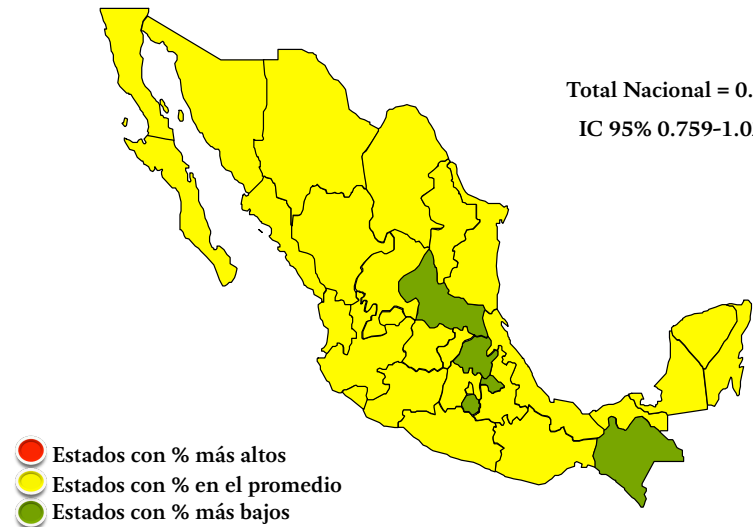 Total Nacional = 0.
IC 95% 0.759-1.0
Estados con % más altos
Estados con % en el promedio
Estados con % más bajos